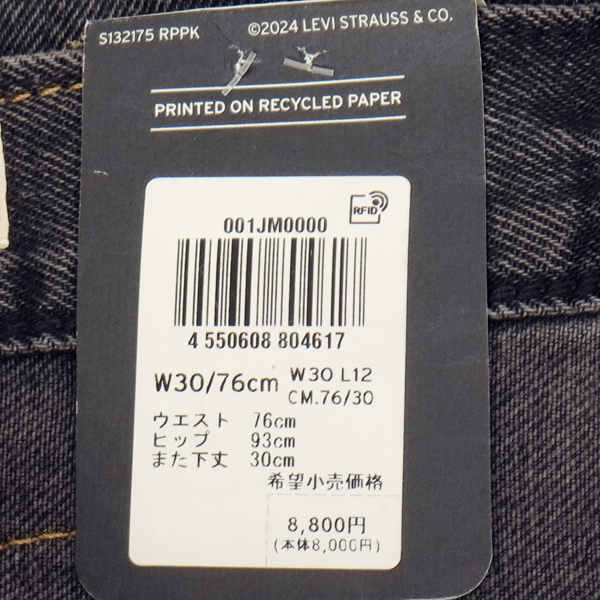 S132175 RPPK ©2024 LEVI STRAUSS & CO.
PRINTED ON RECYCLED PAPER
RFID
001JM0000
4 550608 804617
W30/76cm W30 L12
CM.76/30
ウエスト 76cm
ヒップ 93cm
また下丈 30cm
希望小売価格
8,800円
(本体8,000円)